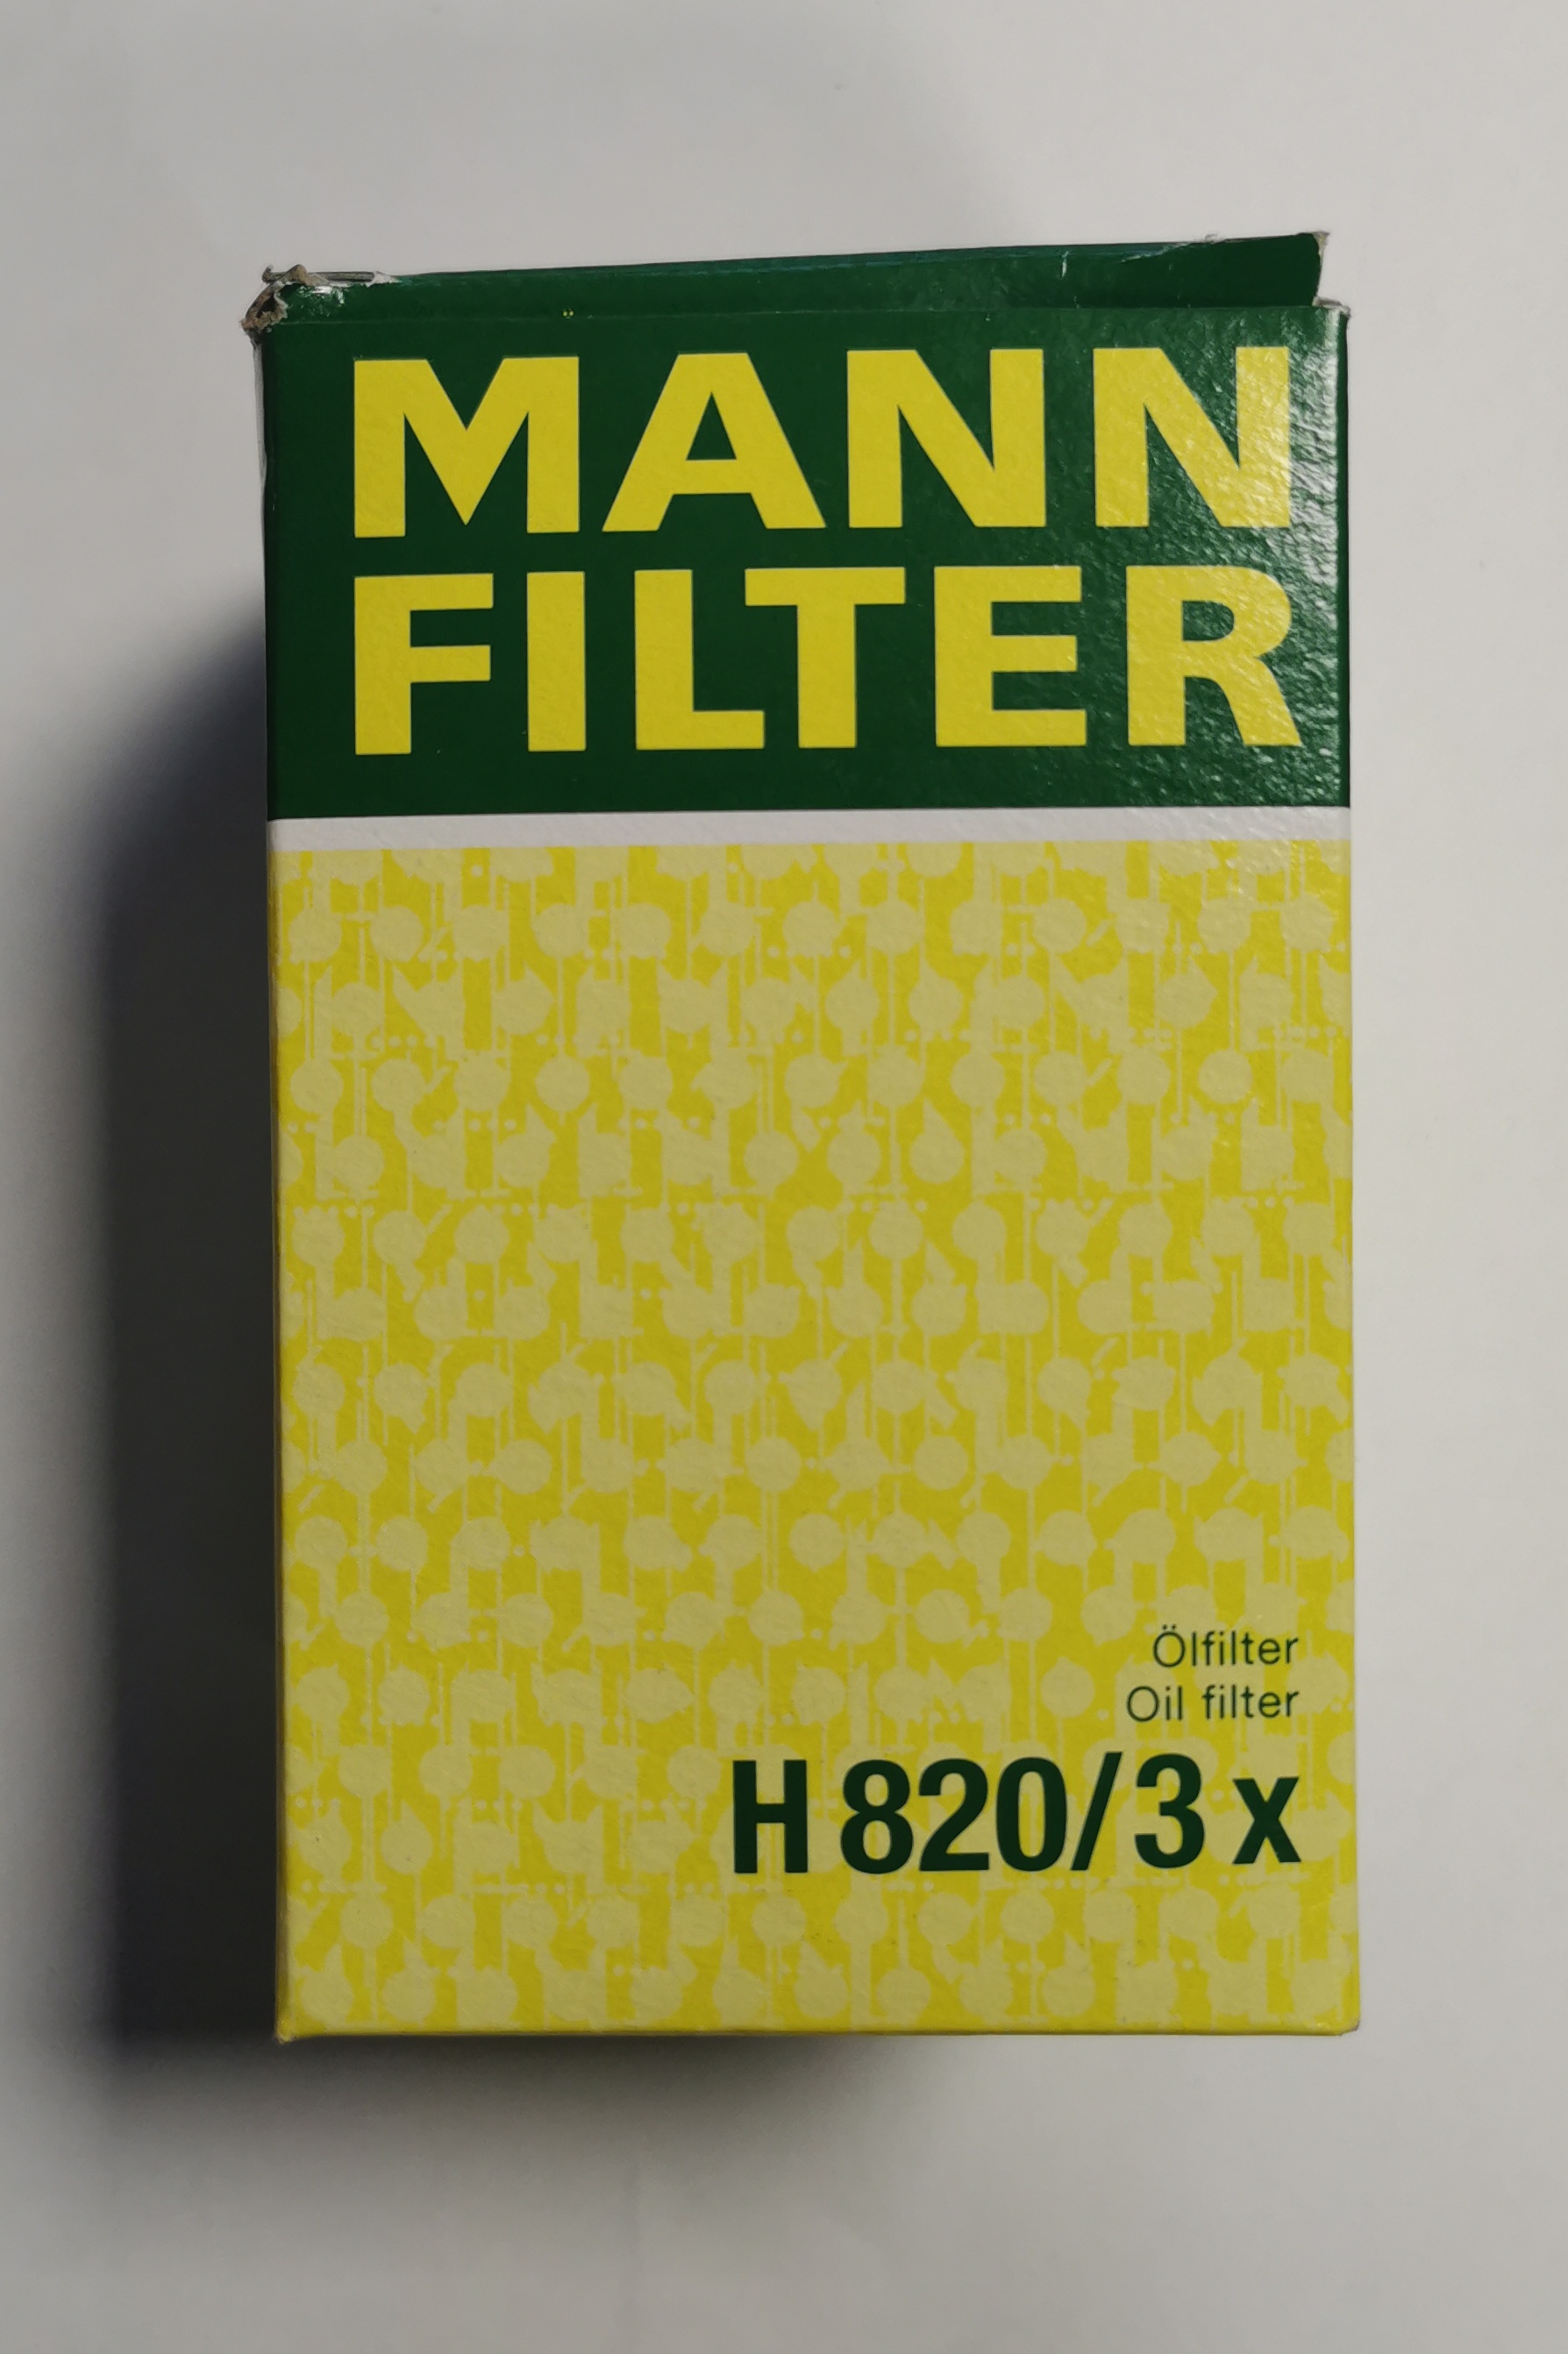 MANN
FILTER
Ölfilter
Oil filter
H 820/3 x